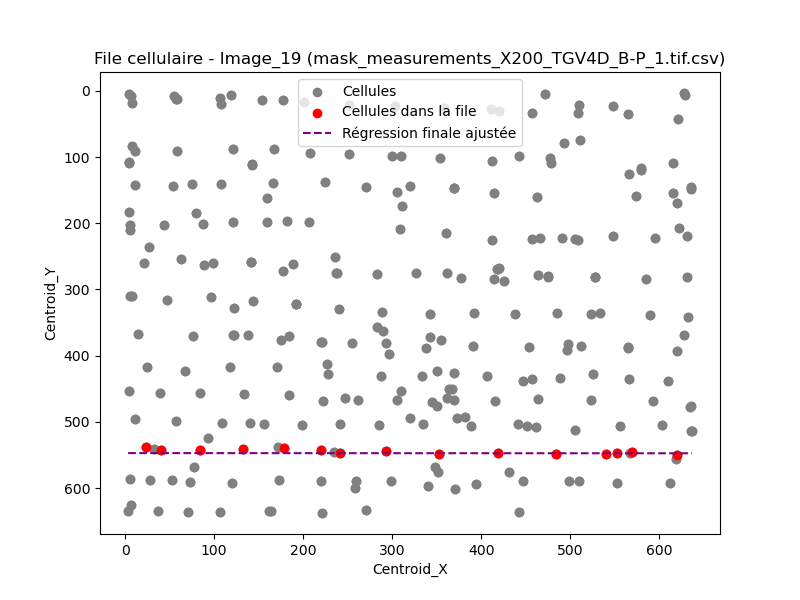 File cellulaire - Image_19 (mask_measurements_X200_TGV4D_B-P_1.tif.csv)
Cellules
Cellules dans la file
Régression finale ajustée
Centroid_Y
0
100
200
300
400
500
600
0 100 200 300 400 500 600
Centroid_X